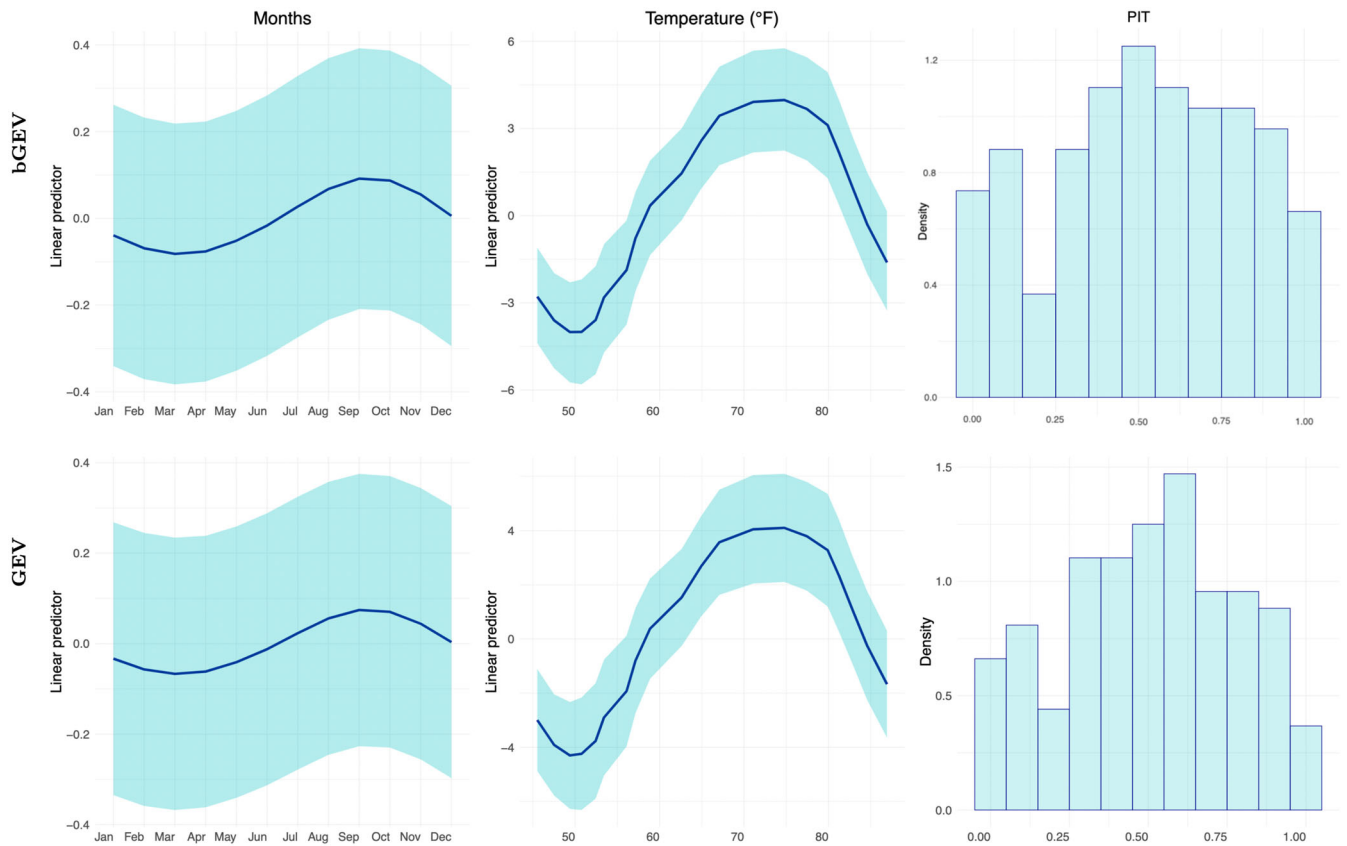 Months
Temperature (°F)
PIT
bGEV
Linear predictor
0.4
0.2
0.0
−0.2
−0.4
Jan Feb Mar Apr May Jun Jul Aug Sep Oct Nov Dec
Linear predictor
6
3
0
−3
−6
50 60 70 80
Density
1.2
0.8
0.4
0.0
0.00 0.25 0.50 0.75 1.00
GEV
Linear predictor
0.4
0.2
0.0
−0.2
−0.4
Jan Feb Mar Apr May Jun Jul Aug Sep Oct Nov Dec
Linear predictor
4
0
−4
50 60 70 80
Density
1.5
1.0
0.5
0.0
0.00 0.25 0.50 0.75 1.00